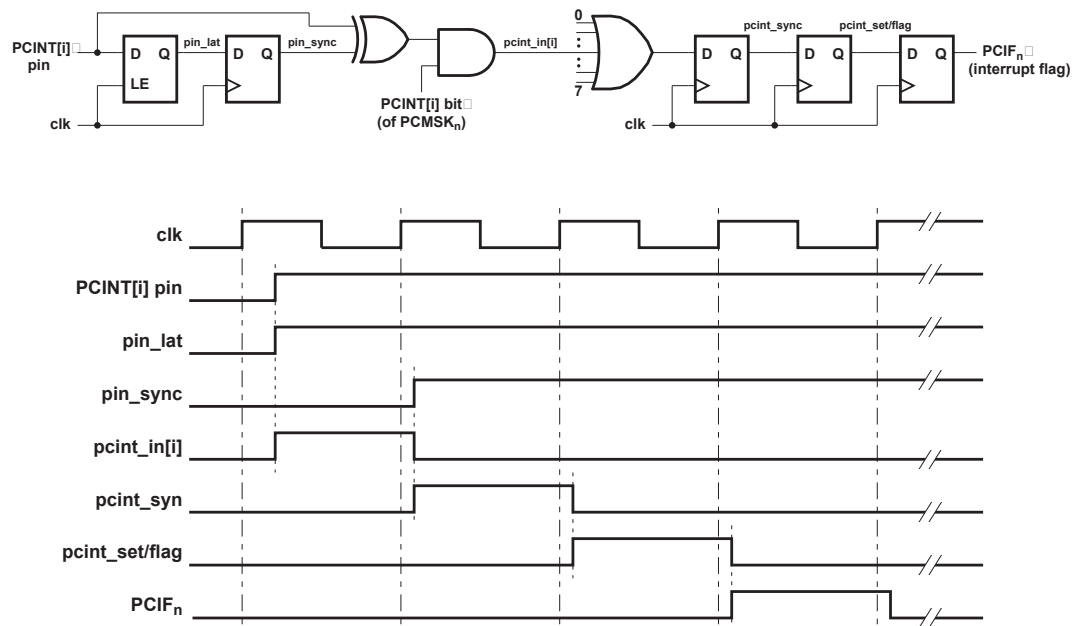 PCINT[i]
pin
D
LE
pin_lat
D Q
pin_sync
clk
PCINT[i] bit
(of PCMSKn)
pcint_in[i]
0
7
D Q
pcint_sync
D Q
pcint_set/flag
D Q
PCIFn
(interrupt flag)
clk
clk
PCINT[i] pin
pin_lat
pin_sync
pcint_in[i]
pcint_syn
pcint_set/flag
PCIFn